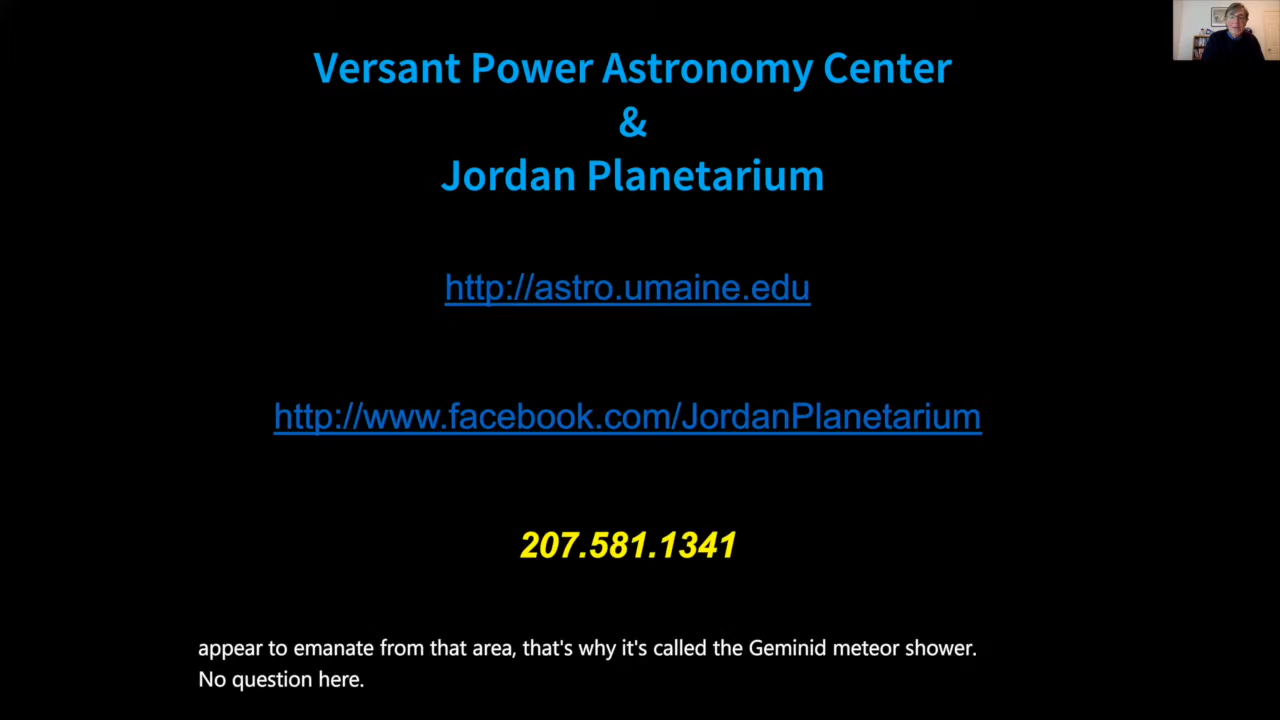 Versant Power Astronomy Center
&
Jordan Planetarium
http://astro.umaine.edu
http://www.facebook.com/JordanPlanetarium
207.581.1341
appear to emanate from that area, that's why it's called the Geminid meteor shower.
No question here.